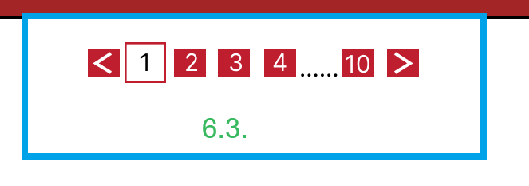 < 1 2 3 4 ...... 10 >
6.3.